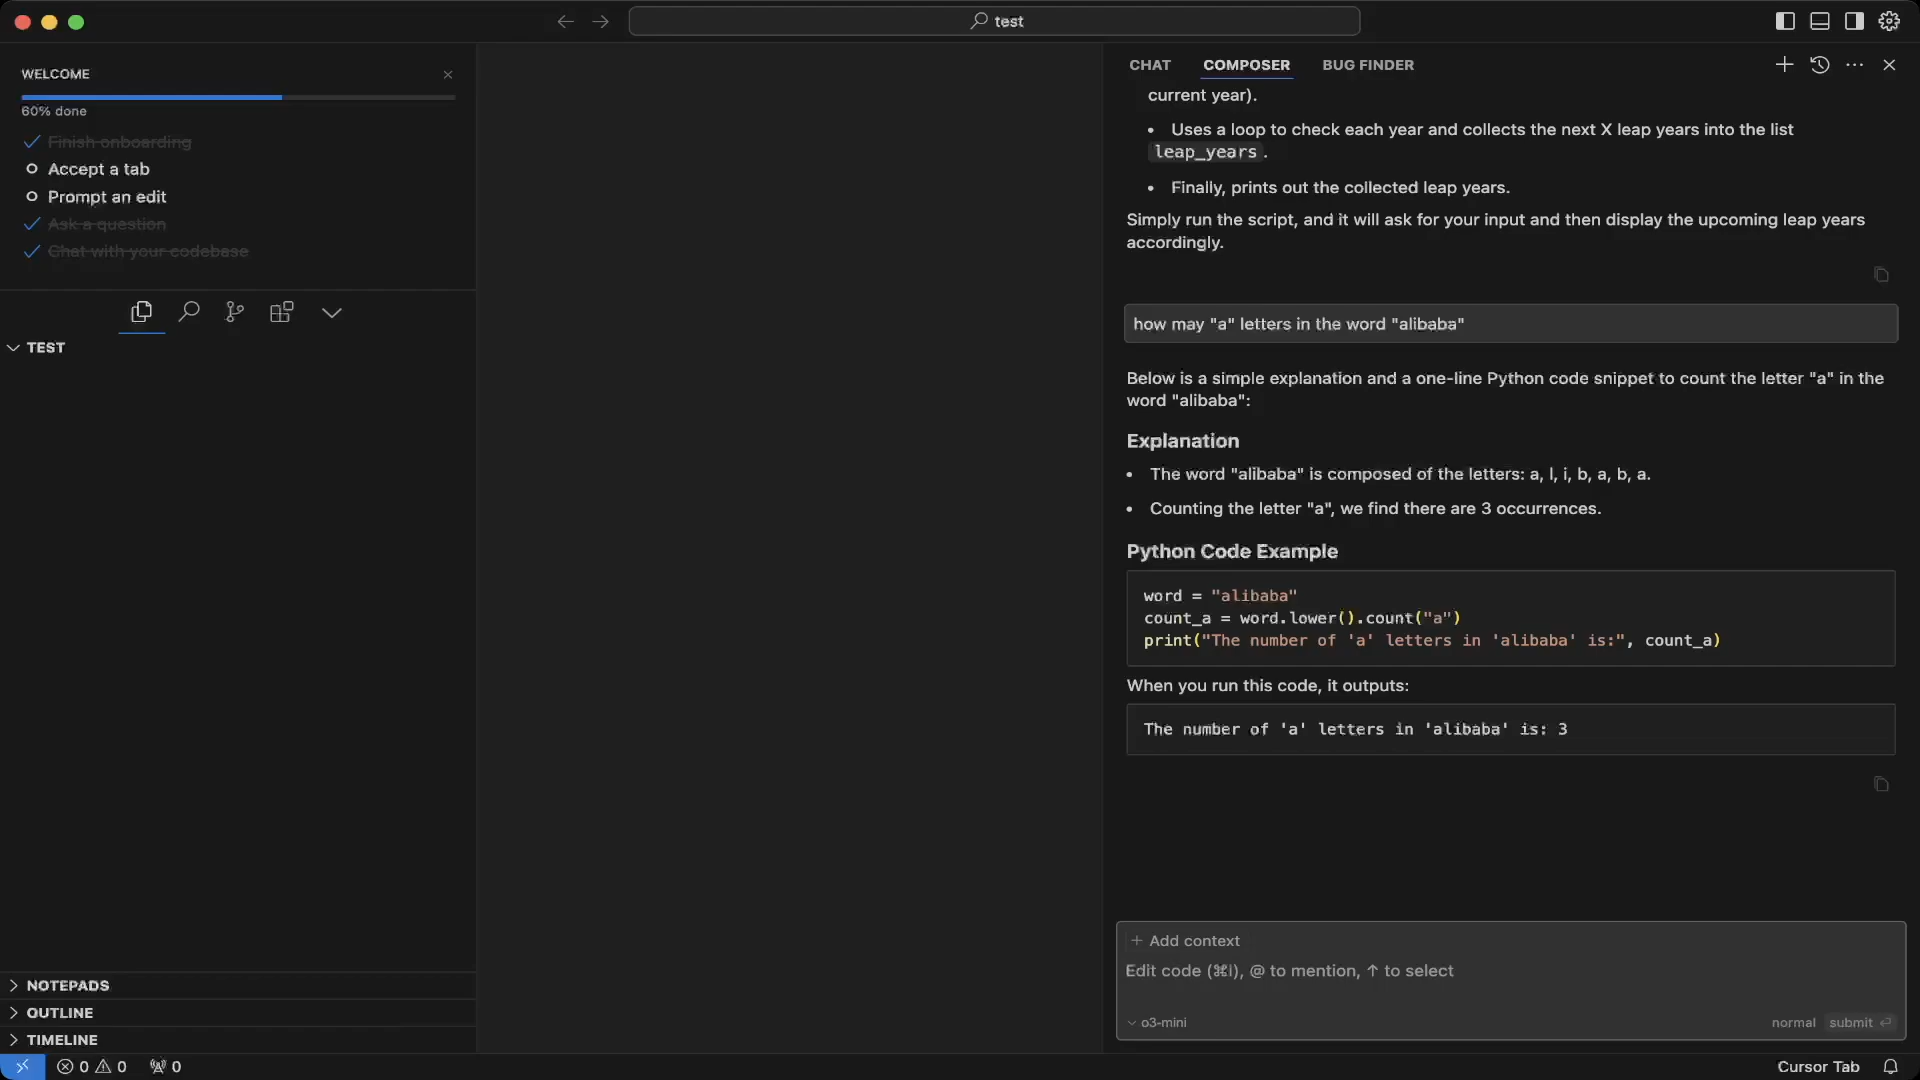 test
WELCOME
60% done
Finish onboarding
Accept a tab
Prompt an edit
Ask a question
Chat with your codebase
TEST
NOTEPADS
OUTLINE
TIMELINE
CHAT COMPOSER BUG FINDER
current year).
• Uses a loop to check each year and collects the next X leap years into the list
leap_years.
• Finally, prints out the collected leap years.
Simply run the script, and it will ask for your input and then display the upcoming leap years
accordingly.
how may "a" letters in the word "alibaba"
Below is a simple explanation and a one-line Python code snippet to count the letter "a" in the
word "alibaba":
Explanation
• The word "alibaba" is composed of the letters: a, l, i, b, a, b, a.
• Counting the letter "a", we find there are 3 occurrences.
Python Code Example
word = "alibaba"
count_a = word.lower().count("a")
print("The number of 'a' letters in 'alibaba' is:", count_a)
When you run this code, it outputs:
The number of 'a' letters in 'alibaba' is: 3
+ Add context
Edit code (⌘I), @ to mention, ↑ to select
o3-mini normal submit ⏎
0 0 0 Cursor Tab